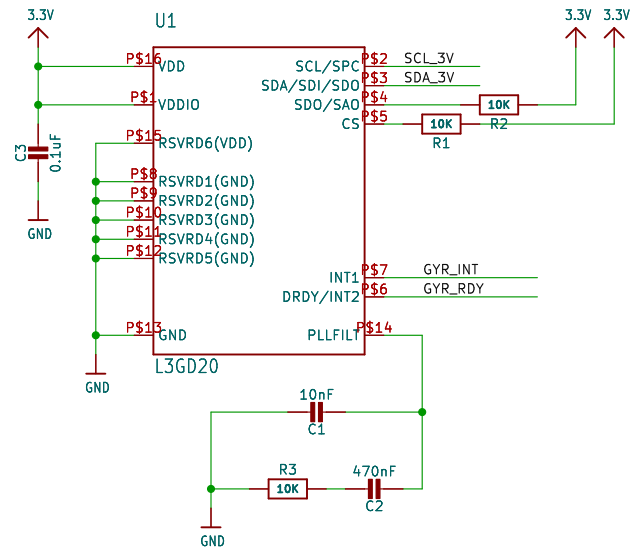 3.3V
3.3V
3.3V
U1
P$16
VDD
P$1
VDDIO
P$15
RSVRD6(VDD)
P$8
RSVRD1(GND)
P$9
RSVRD2(GND)
P$10
RSVRD3(GND)
P$11
RSVRD4(GND)
P$12
RSVRD5(GND)
P$13
GND
SCL/SPC
P$2
SCL_3V
SDA/SDI/SDO
P$3
SDA_3V
SDO/SAO
P$4
10K
R2
CS
P$5
10K
R1
INT1
P$7
GYR_INT
DRDY/INT2
P$6
GYR_RDY
PLLFILT
P$14
C3
0.1uF
GND
GND
L3GD20
10nF
C1
R3
10K
470nF
C2
GND